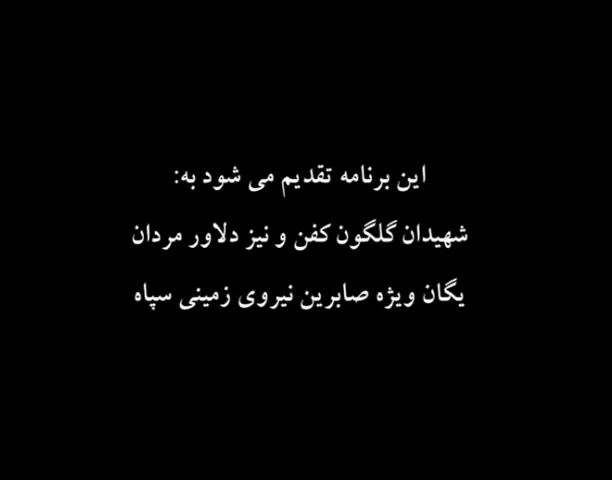 این برنامه تقدیم می شود به:
شهیدان گلگون کفن و نیز دلاور مردان
یگان ویژه صابرین نیروی زمینی سپاه